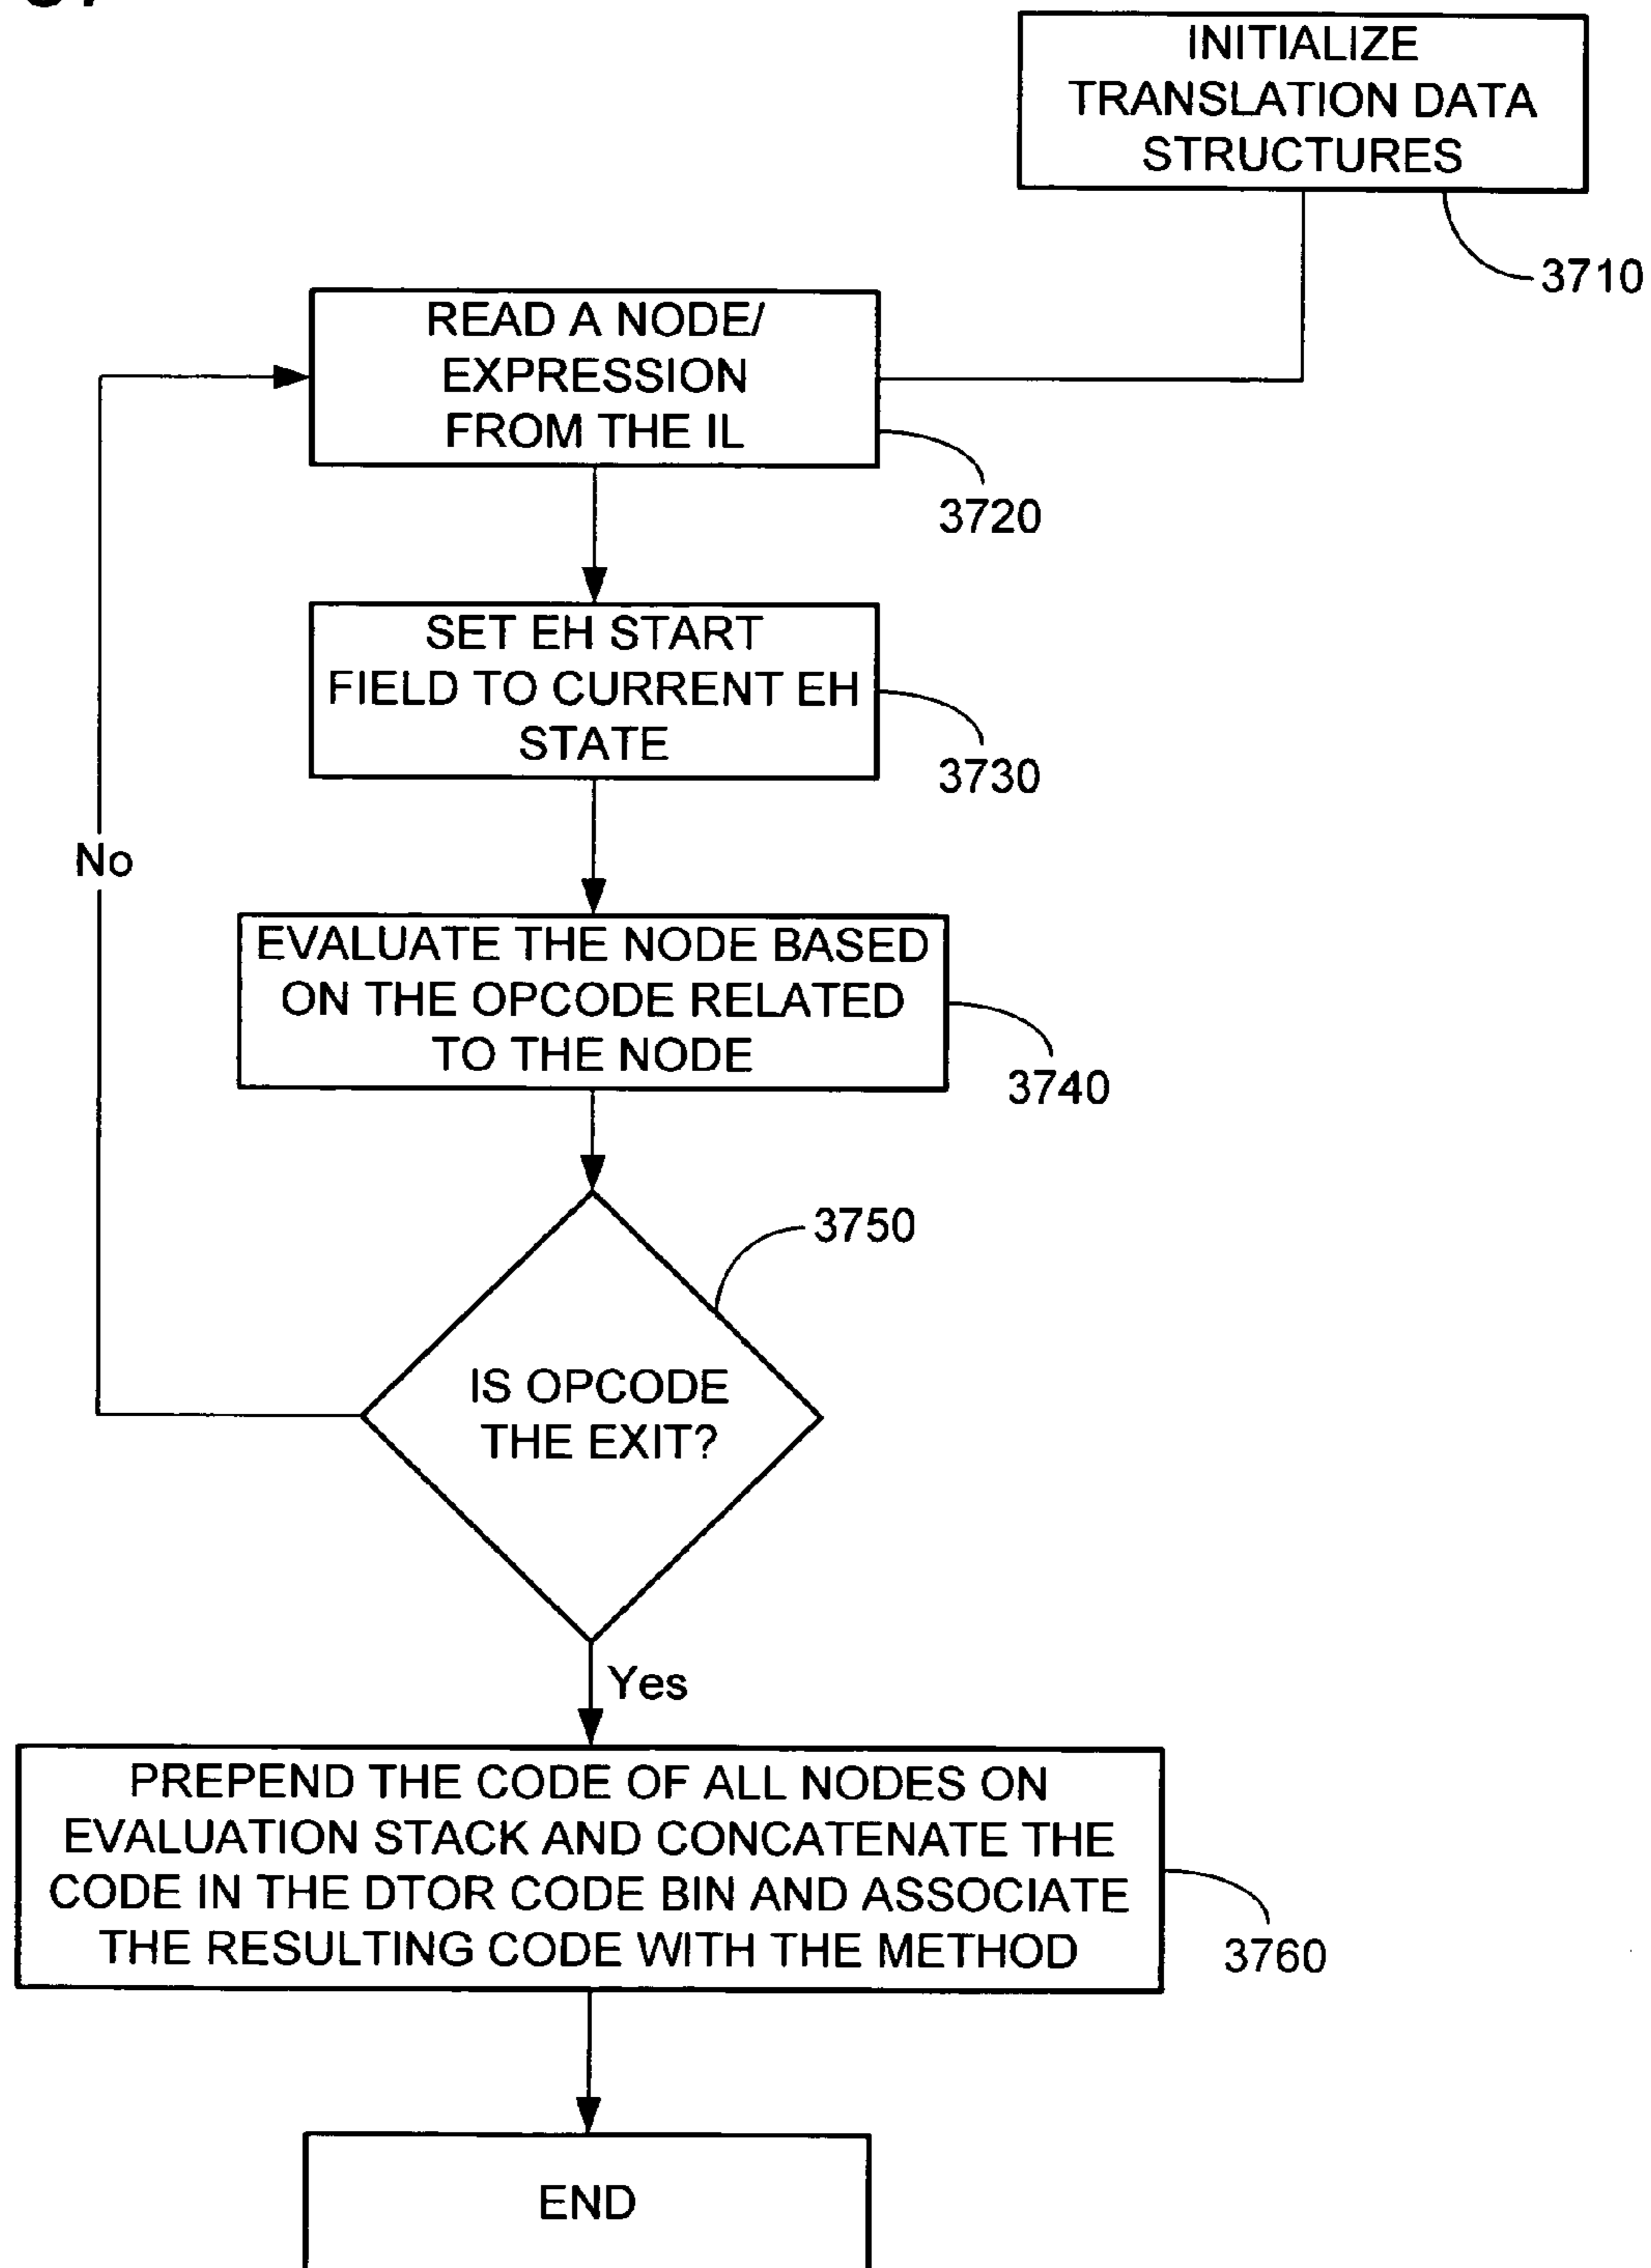 INITIALIZE
TRANSLATION DATA
STRUCTURES
3710
READ A NODE/
EXPRESSION
FROM THE IL
3720
SET EH START
FIELD TO CURRENT EH
STATE
3730
No
EVALUATE THE NODE BASED
ON THE OPCODE RELATED
TO THE NODE
3740
3750
IS OPCODE
THE EXIT?
Yes
PREPEND THE CODE OF ALL NODES ON
EVALUATION STACK AND CONCATENATE THE
CODE IN THE DTOR CODE BIN AND ASSOCIATE
THE RESULTING CODE WITH THE METHOD
3760
END